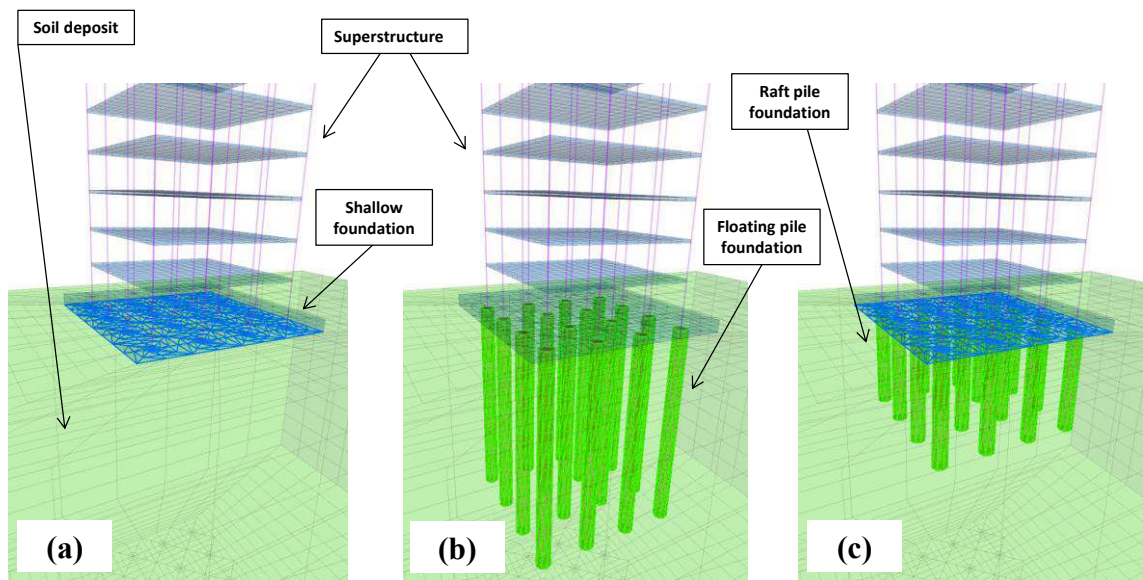 Soil deposit
Superstructure
Shallow
foundation
Floating pile
foundation
Raft pile
foundation
(a)
(b)
(c)